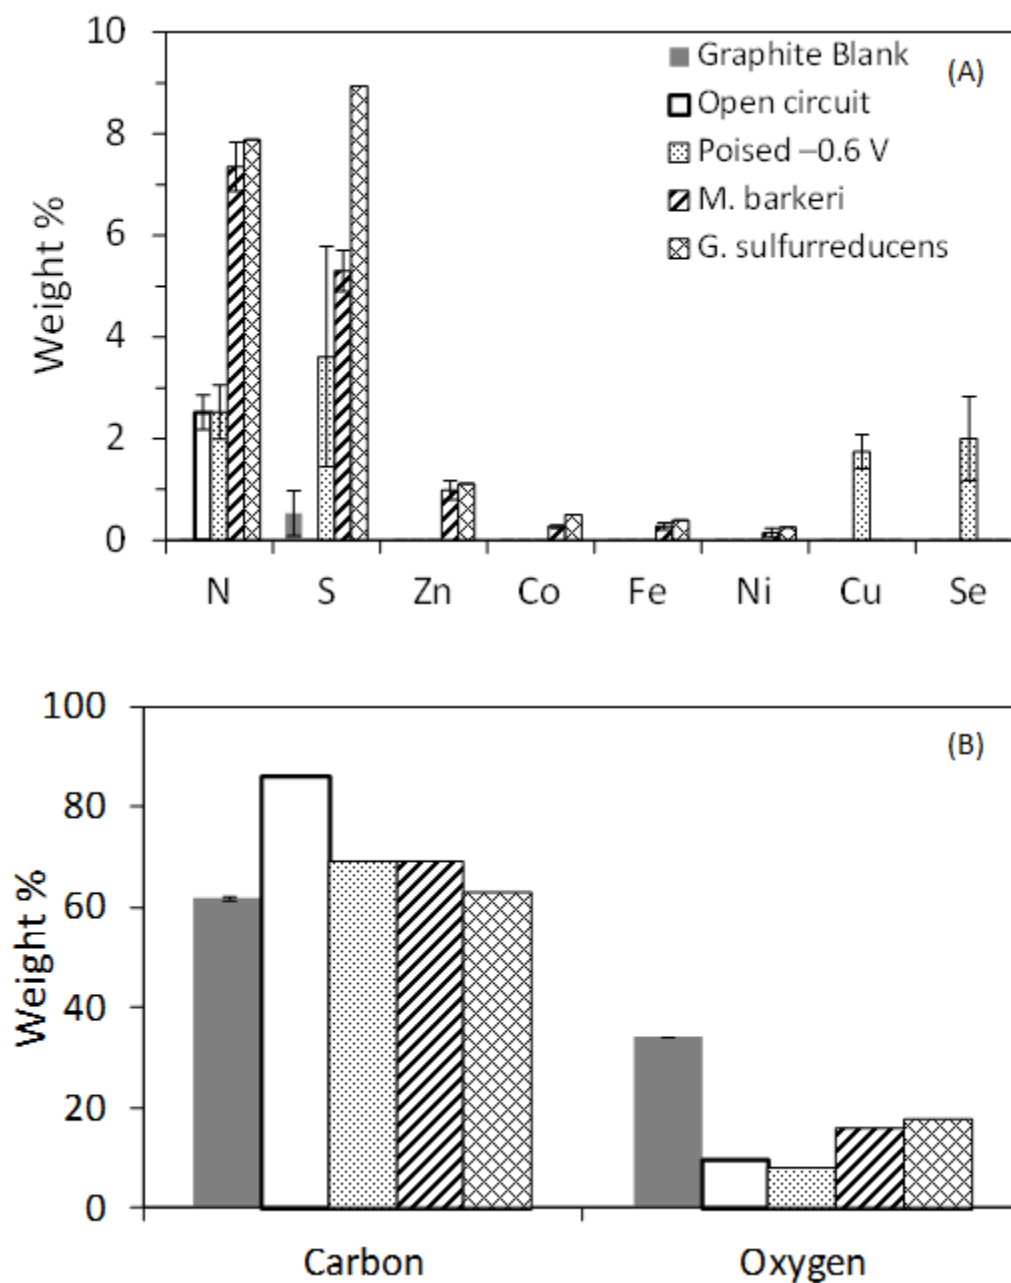 10
8
6
4
2
0
Weight %
Graphite Blank
Open circuit
Poised –0.6 V
M. barkeri
G. sulfurreducens
(A)
N S Zn Co Fe Ni Cu Se
100
80
60
40
20
0
Weight %
(B)
Carbon Oxygen